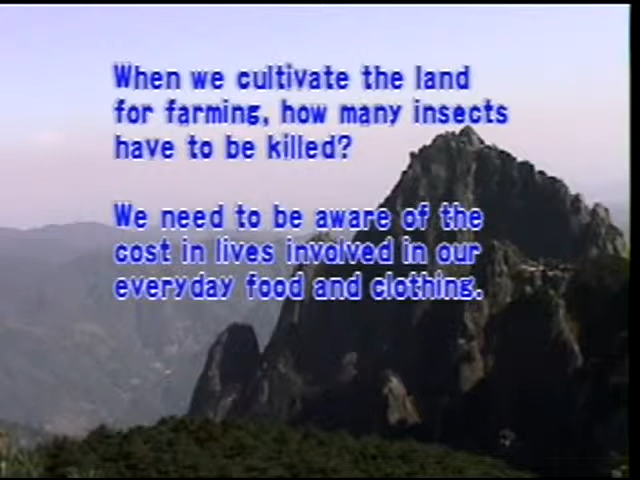 When we cultivate the land
for farming, how many insects
have to be killed?
We need to be aware of the
cost in lives involved in our
everyday food and clothing.